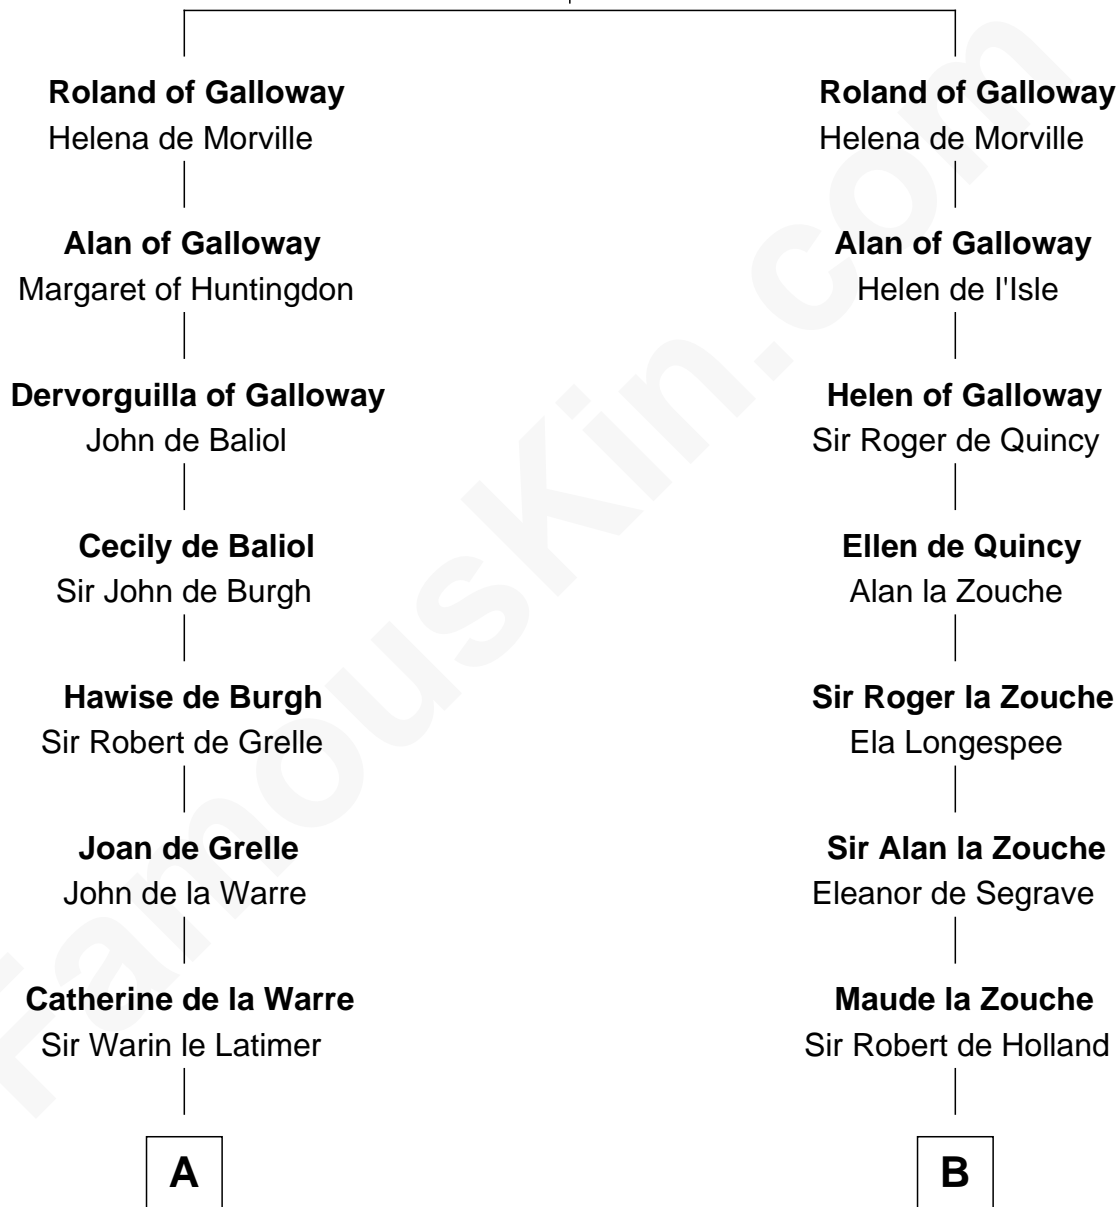 Roland of Galloway
Helena de Morville
Alan of Galloway
Margaret of Huntingdon
Dervorguilla of Galloway
John de Baliol
Cecily de Baliol
Sir John de Burgh
Hawise de Burgh
Sir Robert de Grelle
Joan de Grelle
John de la Warre
Catherine de la Warre
Sir Warin le Latimer
A
Roland of Galloway
Helena de Morville
Alan of Galloway
Helen de I'Isle
Helen of Galloway
Sir Roger de Quincy
Ellen de Quincy
Alan la Zouche
Sir Roger la Zouche
Ela Longespee
Sir Alan la Zouche
Eleanor de Segrave
Maude la Zouche
Sir Robert de Holland
B
FamousKin.com